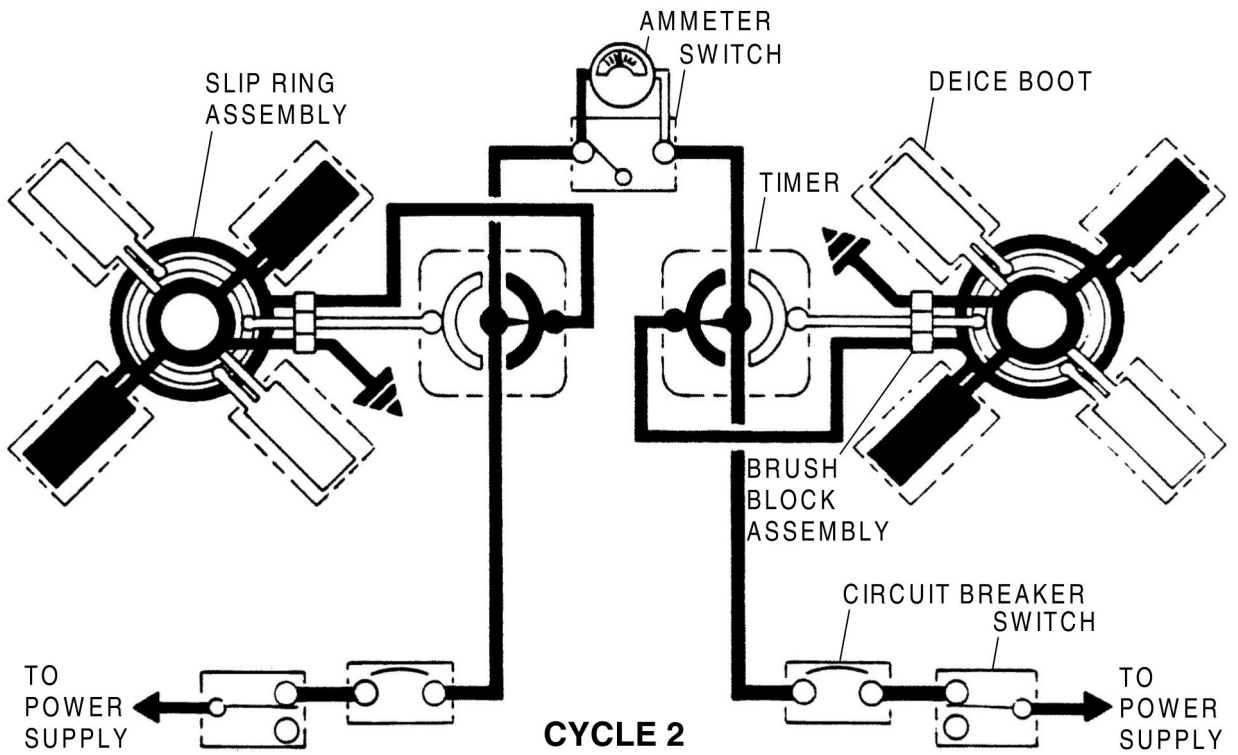 AMMETER
SWITCH
SLIP RING
ASSEMBLY
DEICE BOOT
TIMER
BRUSH
BLOCK
ASSEMBLY
CIRCUIT BREAKER
SWITCH
TO
POWER
SUPPLY
TO
POWER
SUPPLY
CYCLE 2